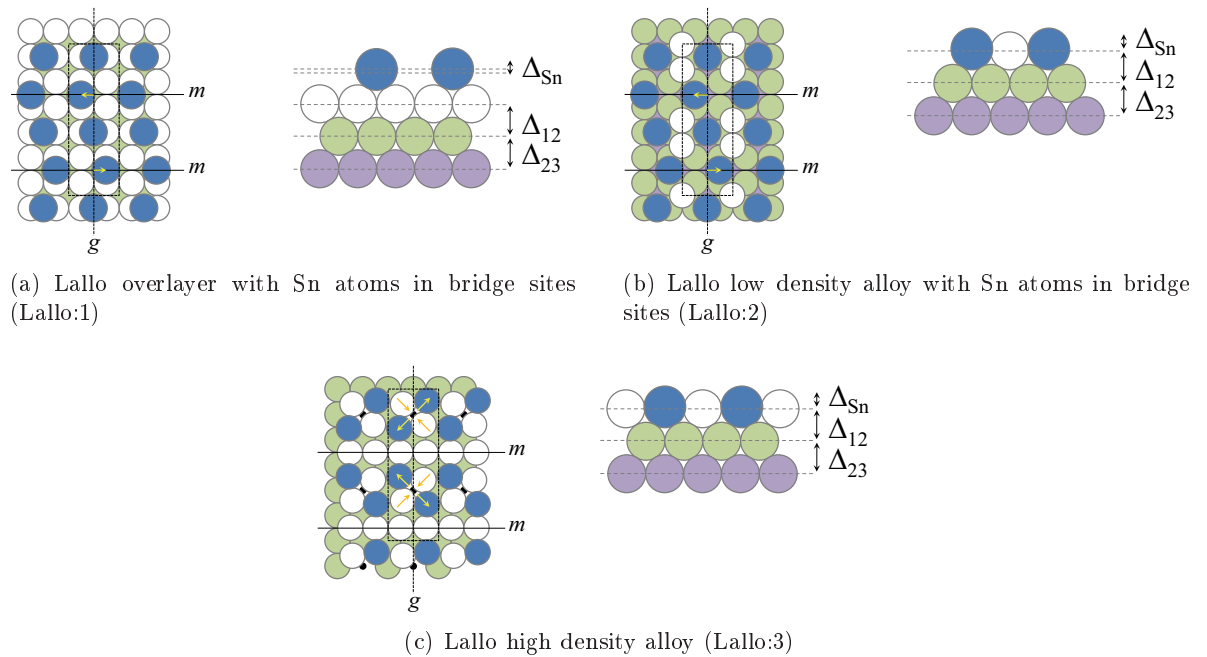 m
m
g
Δ_Sn
Δ_12
Δ_23
(a) Lallo overlayer with Sn atoms in bridge sites
(Lallo:1)
m
m
g
Δ_Sn
Δ_12
Δ_23
(b) Lallo low density alloy with Sn atoms in bridge
sites (Lallo:2)
m
m
g
Δ_Sn
Δ_12
Δ_23
(c) Lallo high density alloy (Lallo:3)